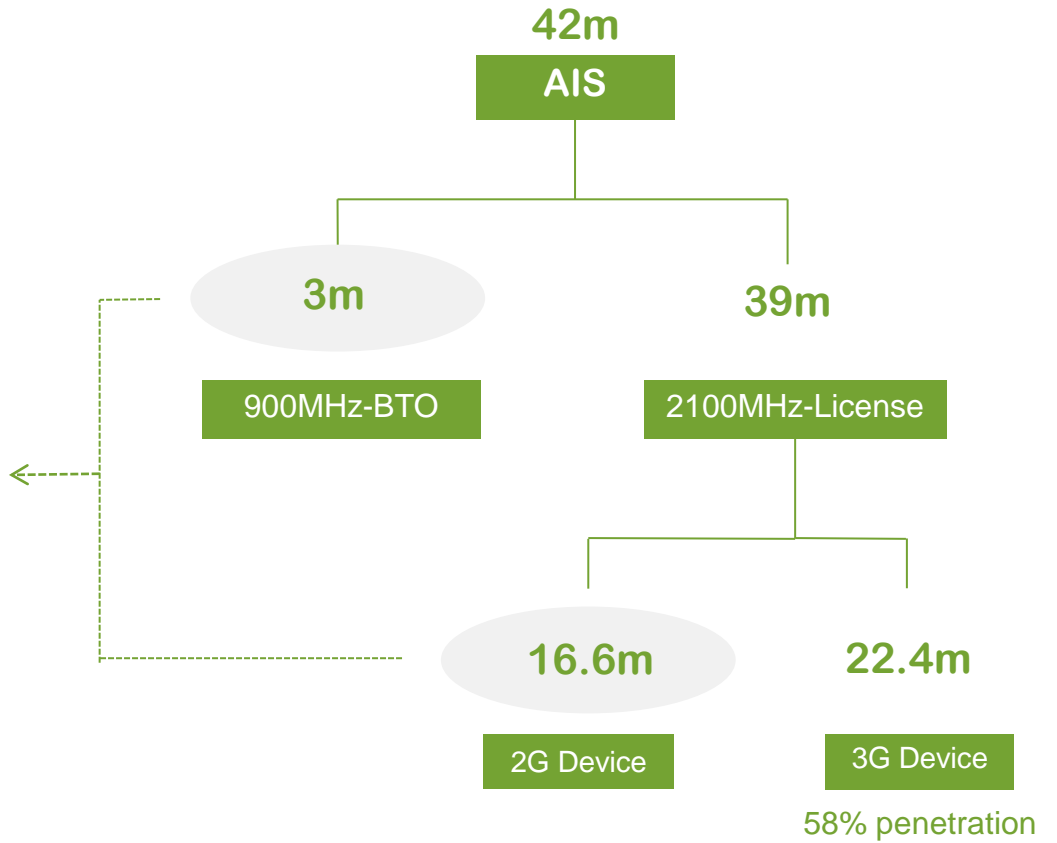 42m
AIS
3m
39m
900MHz-BTO
2100MHz-License
16.6m
22.4m
2G Device
3G Device
58% penetration